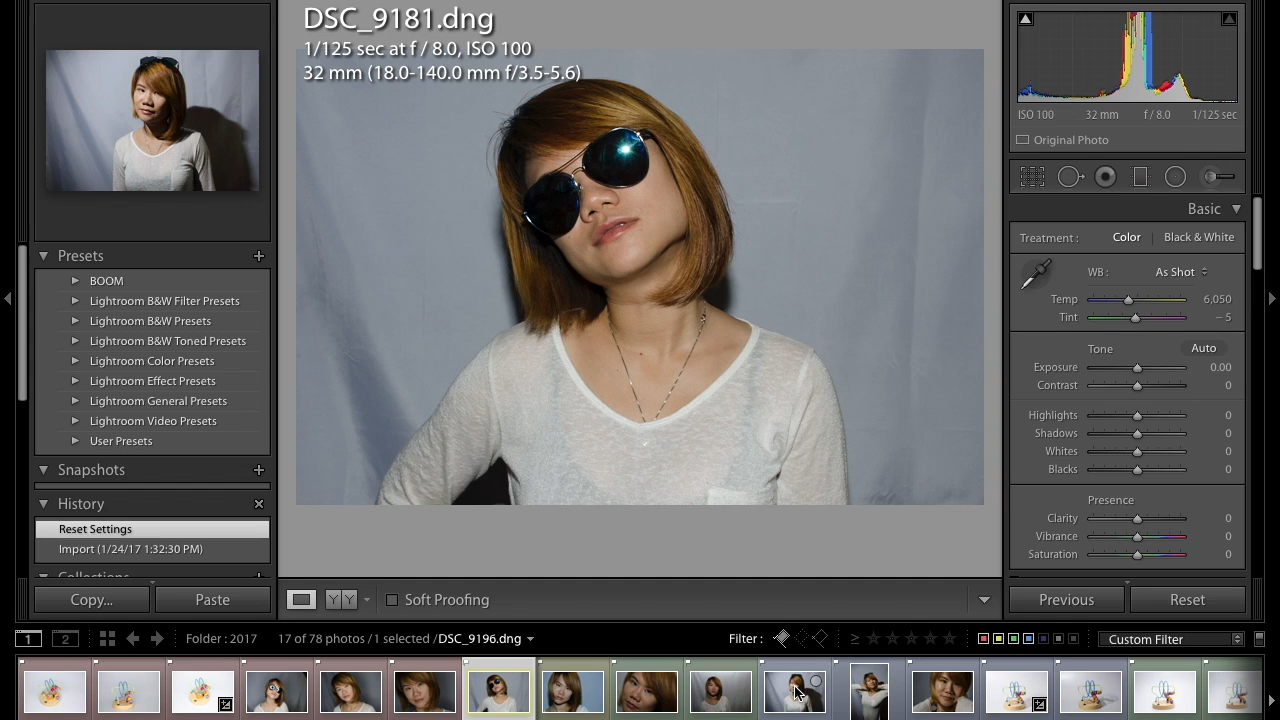 DSC_9181.dng
1/125 sec at f / 8.0, ISO 100
32 mm (18.0-140.0 mm f/3.5-5.6)
Presets
BOOM
Lightroom B&W Filter Presets
Lightroom B&W Presets
Lightroom B&W Toned Presets
Lightroom Color Presets
Lightroom Effect Presets
Lightroom General Presets
Lightroom Video Presets
User Presets
Snapshots
History
Reset Settings
Import (1/24/17 1:32:30 PM)
Collections
Copy... Paste
Soft Proofing
ISO 100 32 mm f / 8.0 1/125 sec
Original Photo
Basic
Treatment : Color Black & White
WB : As Shot
Temp 6,050
Tint – 5
Tone Auto
Exposure 0.00
Contrast 0
Highlights 0
Shadows 0
Whites 0
Blacks 0
Presence
Clarity 0
Vibrance 0
Saturation 0
Previous Reset
1 2 Folder : 2017 17 of 78 photos /1 selected /DSC_9196.dng Filter : Custom Filter